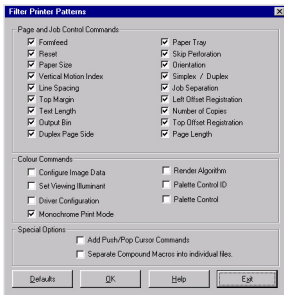 Filter Printer Patterns
Page and Job Control Commands
Formfeed
Reset
Paper Size
Vertical Motion Index
Line Spacing
Top Margin
Text Length
Output Bin
Duplex Page Side
Paper Tray
Skip Perforation
Orientation
Simplex / Duplex
Job Separation
Left Offset Registration
Number of Copies
Top Offset Registration
Page Length
Colour Commands
Configure Image Data
Set Viewing Illuminant
Driver Configuration
Monochrome Print Mode
Render Algorithm
Palette Control ID
Palette Control
Special Options
Add Push/Pop Cursor Commands
Separate Compound Macros into individual files.
Defaults
OK
Help
Exit